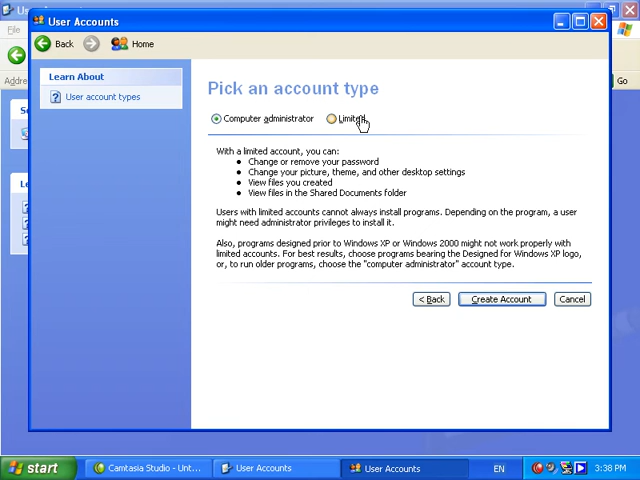 Us
User Accounts
File
Back
Home
Addre
Go
Learn About
User account types
Pick an account type
Computer administrator
Limited
With a limited account, you can:
Change or remove your password
Change your picture, theme, and other desktop settings
View files you created
View files in the Shared Documents folder
Users with limited accounts cannot always install programs. Depending on the program, a user
might need administrator privileges to install it.
Also, programs designed prior to Windows XP or Windows 2000 might not work properly with
limited accounts. For best results, choose programs bearing the Designed for Windows XP logo,
or, to run older programs, choose the "computer administrator" account type.
< Back
Create Account
Cancel
start
Camtasia Studio - Unt...
User Accounts
User Accounts
EN
3:38 PM